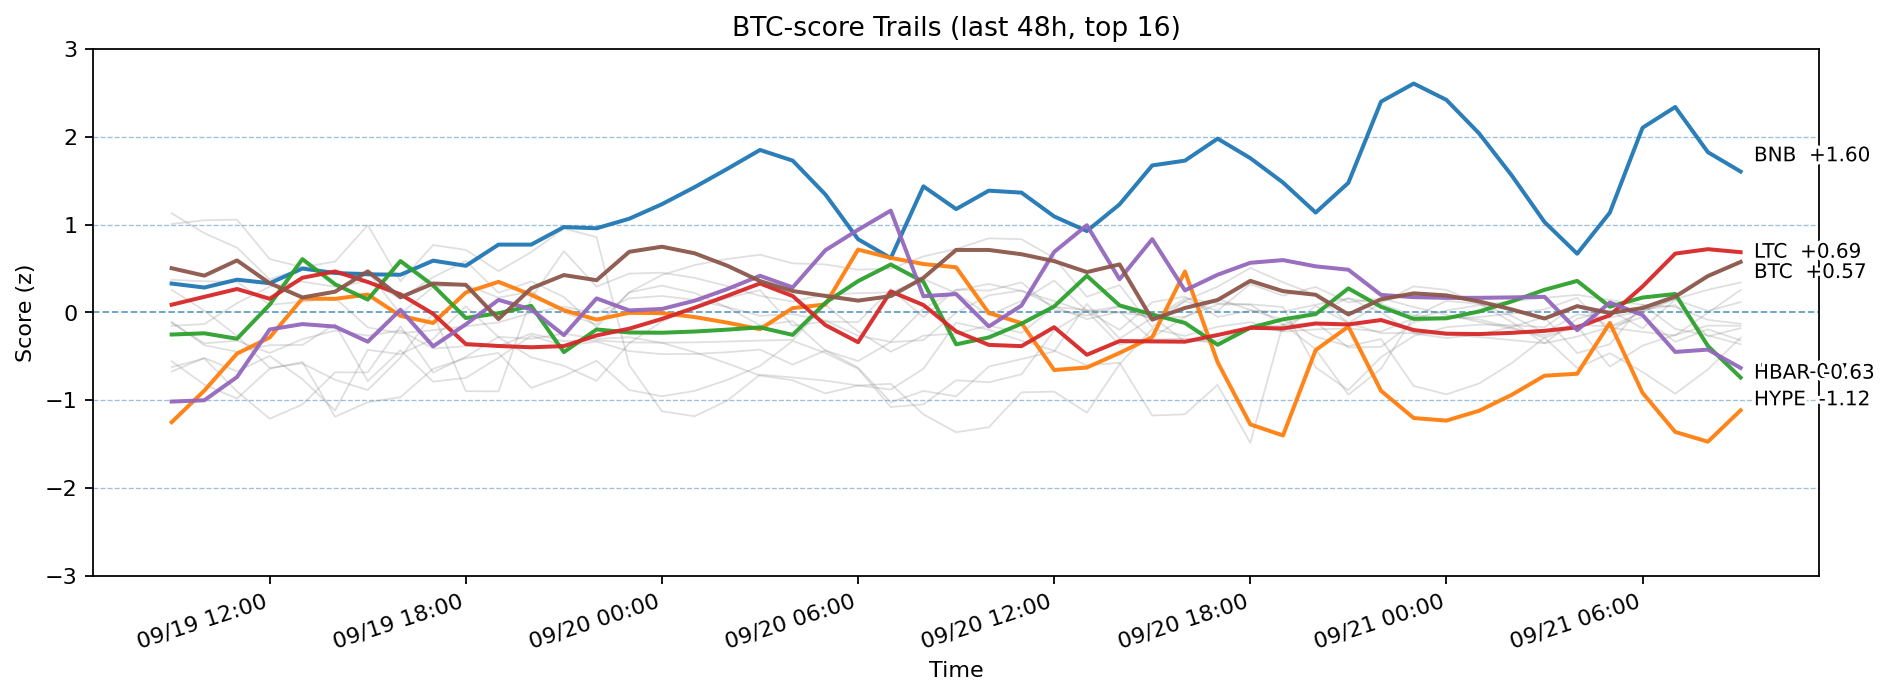 BTC-score Trails (last 48h, top 16)
Score (z)
3
2
1
0
−1
−2
−3
BNB +1.60
LTC +0.69
BTC +0.57
HBAR
0.63
HYPE -1.12
09/19 12:00
09/19 18:00
09/20 00:00
09/20 06:00
09/20 12:00
09/20 18:00
09/21 00:00
09/21 06:00
Time